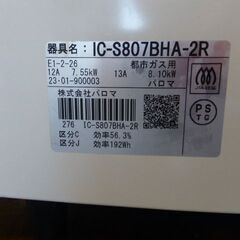 器具名: IC-S807BHA-2R
E1-2-26 都市ガス用
12A 7.55kW 13A 8.10kW
23·01-900003 パロマ
株式会社パロマ
276 IC-S807BHA-2R
区分C 効率56.3%
区分J 効率192Wh
PS
TG